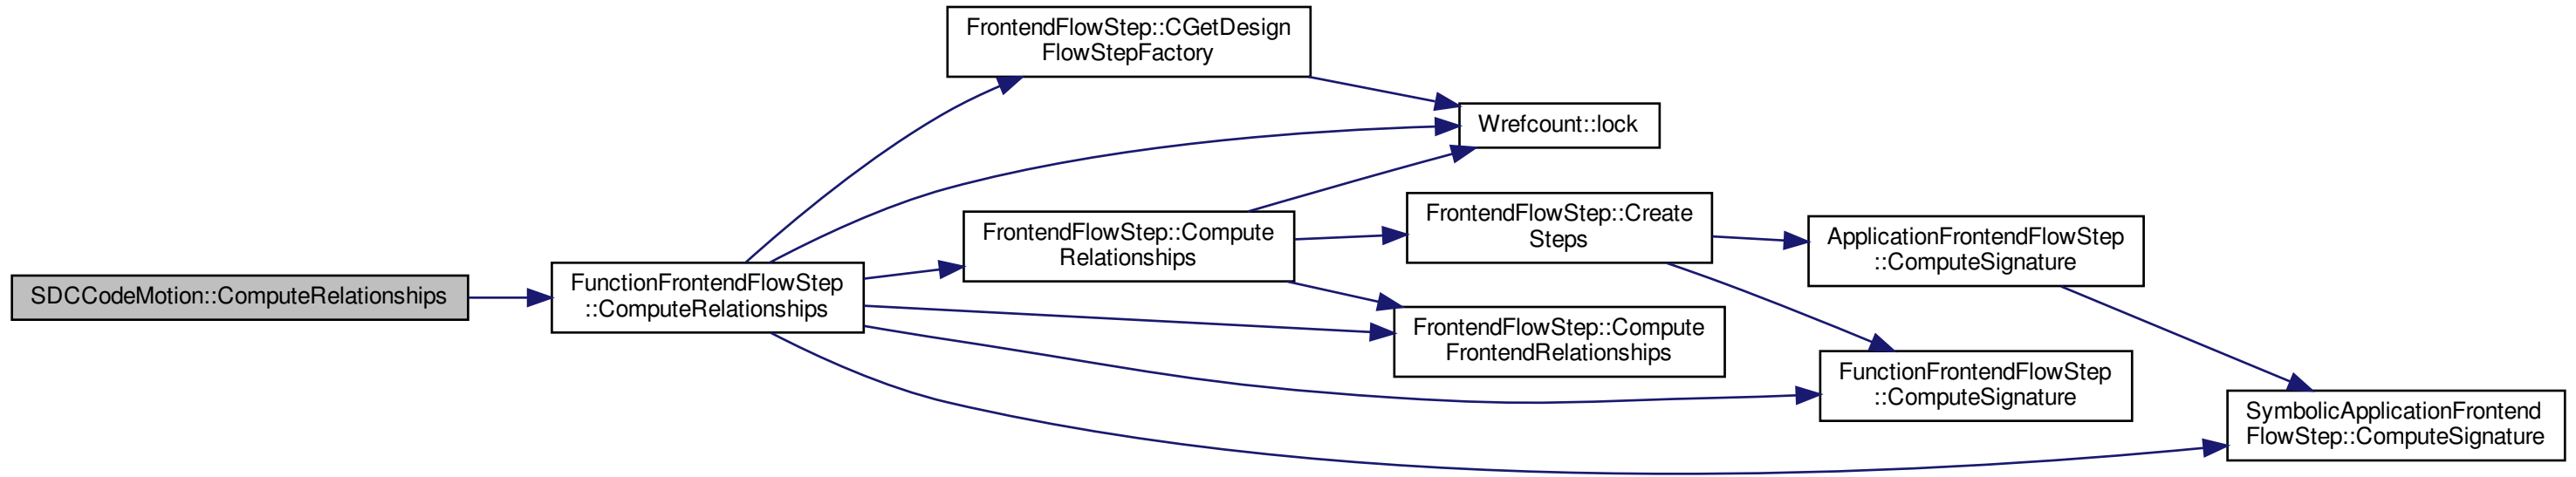 FrontendFlowStep::CGetDesign
FlowStepFactory
Wrefcount::lock
FrontendFlowStep::Create
Steps
FrontendFlowStep::Compute
Relationships
ApplicationFrontendFlowStep
::ComputeSignature
SDCCodeMotion::ComputeRelationships
FunctionFrontendFlowStep
::ComputeRelationships
FrontendFlowStep::Compute
FrontendRelationships
FunctionFrontendFlowStep
::ComputeSignature
SymbolicApplicationFrontend
FlowStep::ComputeSignature